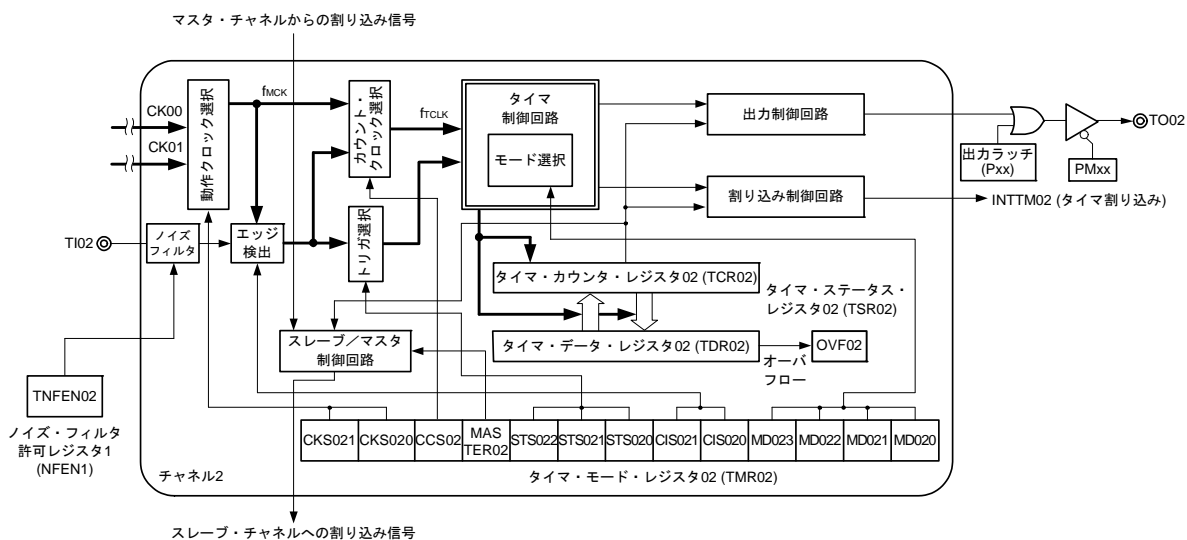 マスタ・チャネルからの割り込み信号
CK00
CK01
動作クロック選択
fMCK
カウント・
クロック選択
fTCLK
タイマ
制御回路
モード選択
出力制御回路
出力ラッチ
(Pxx)
PMxx
TO02
割り込み制御回路
INTTM02 (タイマ割り込み)
TI02
ノイズ
フィルタ
エッジ
検出
トリガ選択
タイマ・カウンタ・レジスタ02 (TCR02)
タイマ・ステータス・
レジスタ02 (TSR02)
スレーブ／マスタ
制御回路
タイマ・データ・レジスタ02 (TDR02)
オーバ
フロー
OVF02
TNFEN02
ノイズ・フィルタ
許可レジスタ1
(NFEN1)
CKS021
CKS020
CCS02
MAS
TER02
STS022
STS021
STS020
CIS021
CIS020
MD023
MD022
MD021
MD020
チャネル2
タイマ・モード・レジスタ02 (TMR02)
スレーブ・チャネルへの割り込み信号